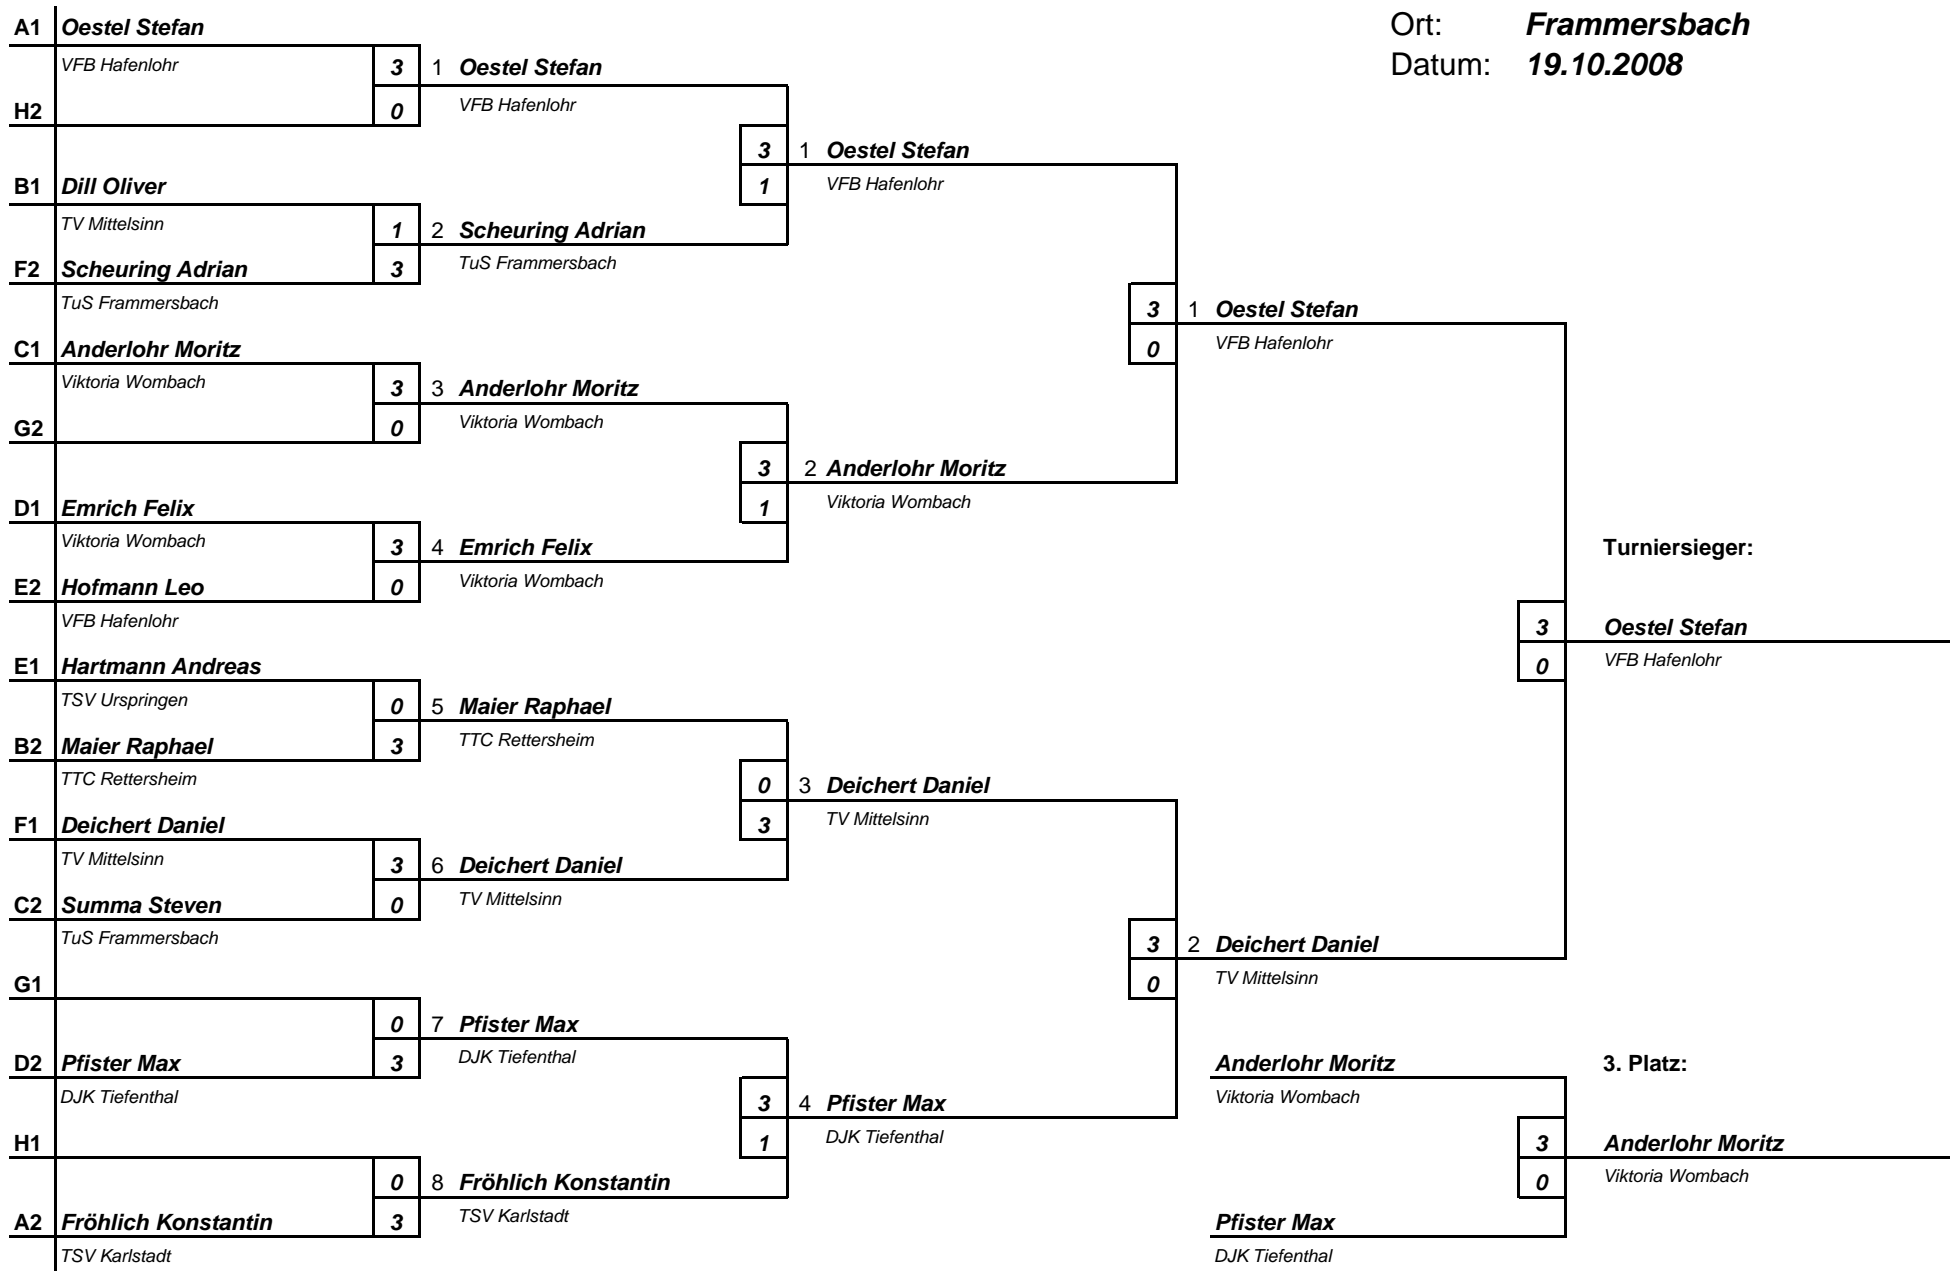 Ort: Frammersbach
Datum: 19.10.2008
A1 Oestel Stefan
VFB Hafenlohr
3 1 Oestel Stefan
H2 0 VFB Hafenlohr
3 1 Oestel Stefan
B1 Dill Oliver 1 VFB Hafenlohr
TV Mittelsinn 1 2 Scheuring Adrian
F2 Scheuring Adrian 3 TuS Frammersbach
TuS Frammersbach
3 1 Oestel Stefan
C1 Anderlohr Moritz 0 VFB Hafenlohr
Viktoria Wombach 3 3 Anderlohr Moritz
G2 0 Viktoria Wombach
3 2 Anderlohr Moritz
D1 Emrich Felix 1 Viktoria Wombach
Viktoria Wombach 3 4 Emrich Felix Turniersieger:
E2 Hofmann Leo 0 Viktoria Wombach
VFB Hafenlohr 3 Oestel Stefan
E1 Hartmann Andreas 0 VFB Hafenlohr
TSV Urspringen 0 5 Maier Raphael
B2 Maier Raphael 3 TTC Rettersheim
TTC Rettersheim 0 3 Deichert Daniel
F1 Deichert Daniel 3 TV Mittelsinn
TV Mittelsinn 3 6 Deichert Daniel
C2 Summa Steven 0 TV Mittelsinn
TuS Frammersbach 3 2 Deichert Daniel
G1 0 TV Mittelsinn
0 7 Pfister Max
D2 Pfister Max 3 DJK Tiefenthal Anderlohr Moritz 3. Platz:
DJK Tiefenthal 3 4 Pfister Max Viktoria Wombach
H1 1 DJK Tiefenthal 3 Anderlohr Moritz
0 8 Fröhlich Konstantin 0 Viktoria Wombach
A2 Fröhlich Konstantin 3 TSV Karlstadt Pfister Max
TSV Karlstadt DJK Tiefenthal